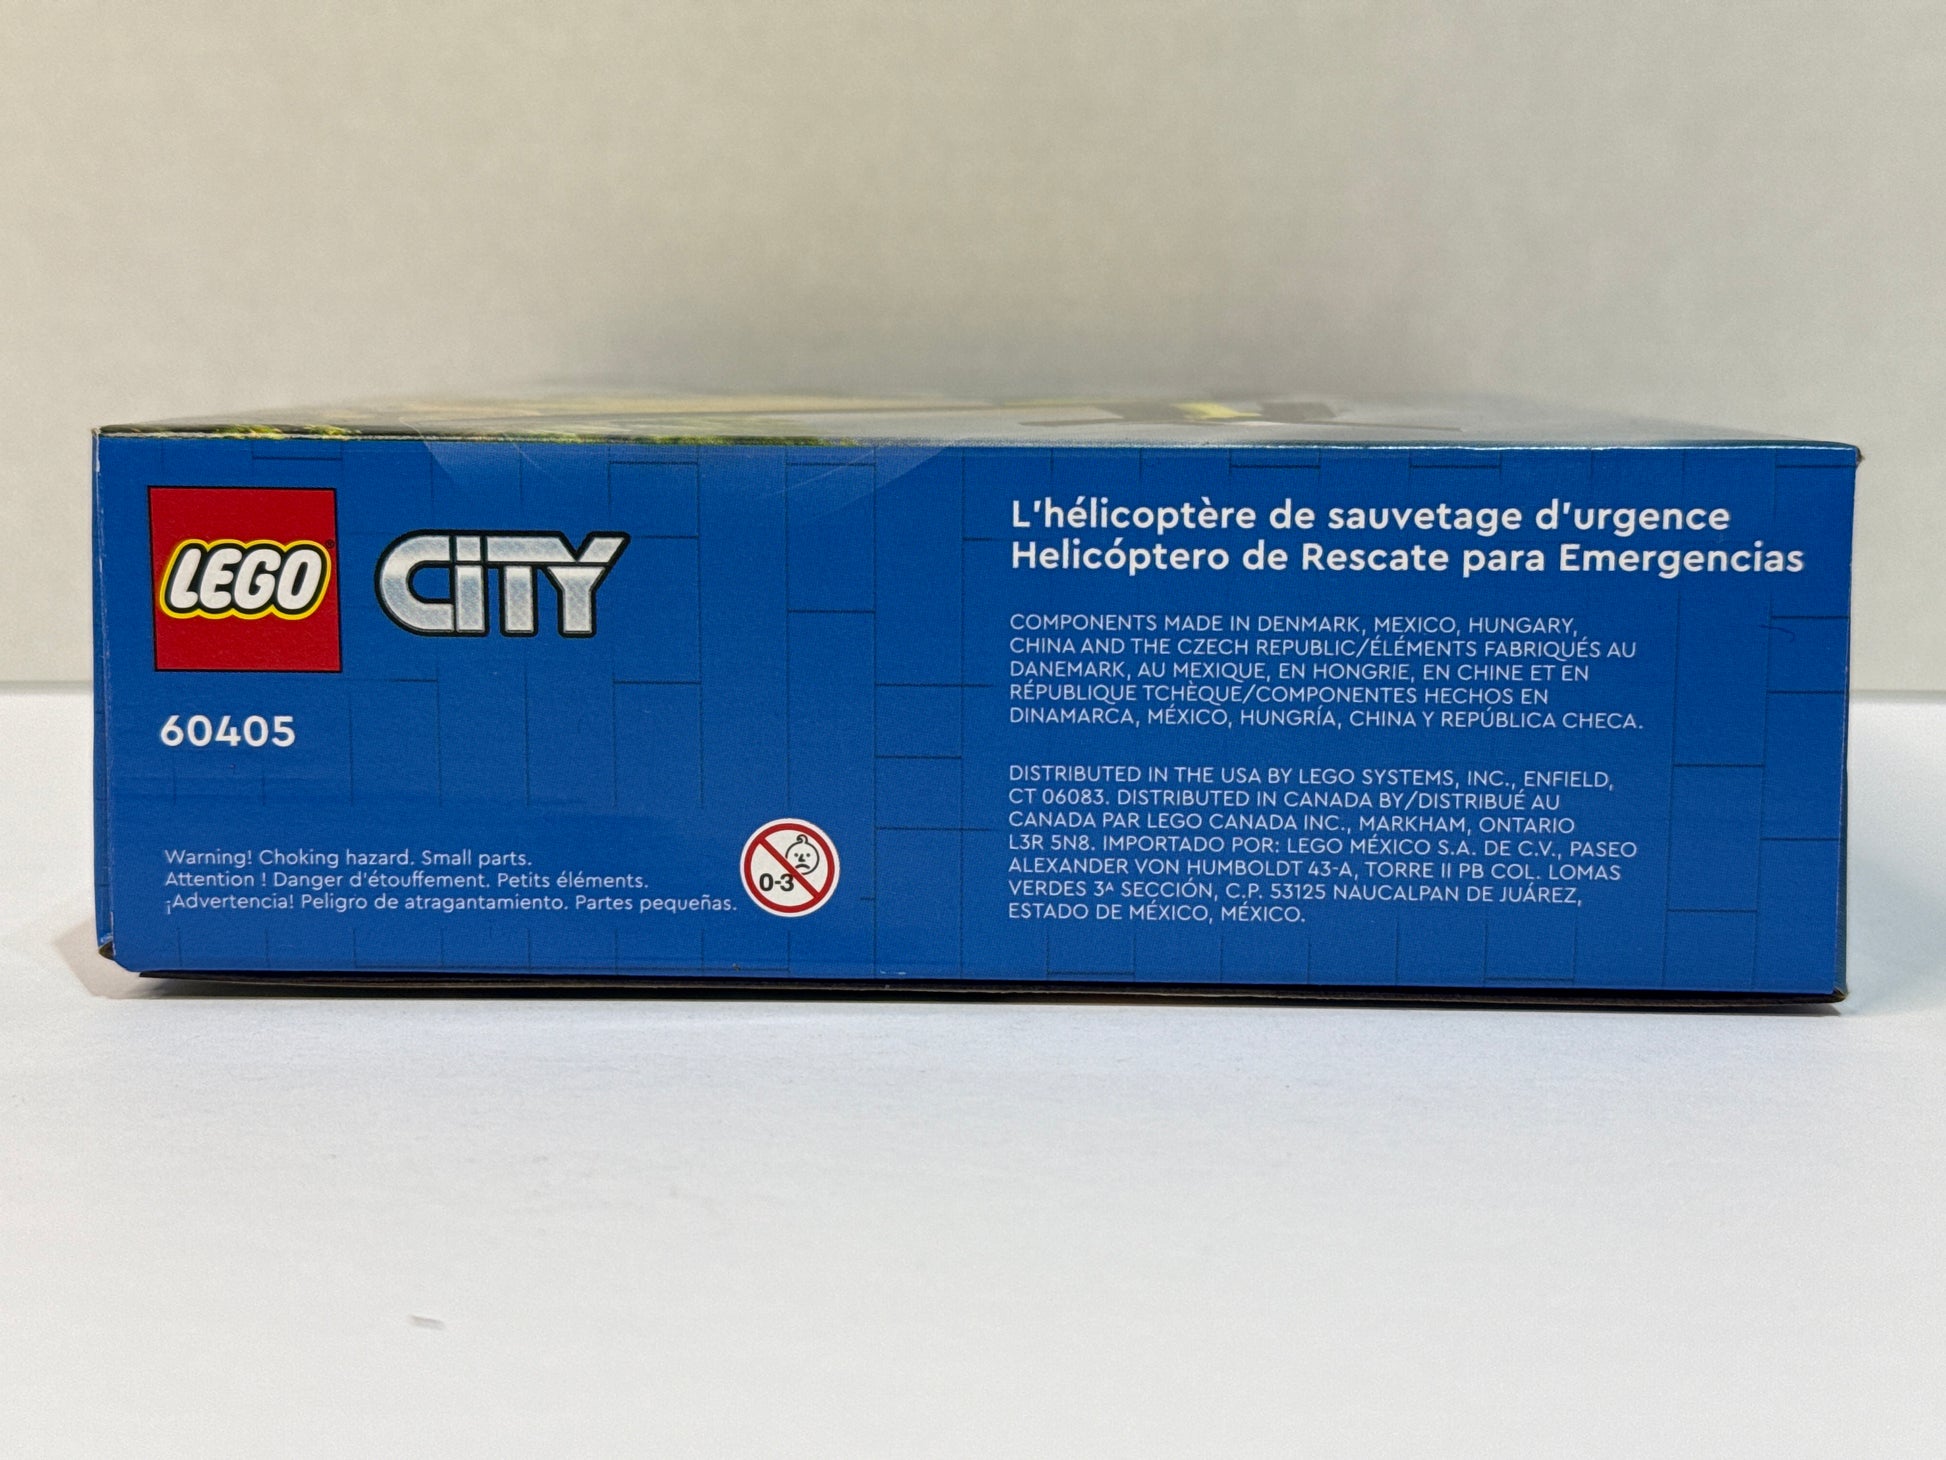 LEGO®
CITY
60405
Warning! Choking hazard. Small parts.
Attention ! Danger d'étouffement. Petits éléments.
¡Advertencia! Peligro de atragantamiento. Partes pequeñas.
0-3
L'hélicoptère de sauvetage d'urgence
Helicóptero de Rescate para Emergencias
COMPONENTS MADE IN DENMARK, MEXICO, HUNGARY,
CHINA AND THE CZECH REPUBLIC/ÉLÉMENTS FABRIQUÉS AU
DANEMARK, AU MEXIQUE, EN HONGRIE, EN CHINE ET EN
RÉPUBLIQUE TCHÈQUE/COMPONENTES HECHOS EN
DINAMARCA, MÉXICO, HUNGRÍA, CHINA Y REPÚBLICA CHECA.
DISTRIBUTED IN THE USA BY LEGO SYSTEMS, INC., ENFIELD,
CT 06083. DISTRIBUTED IN CANADA BY/DISTRIBUÉ AU
CANADA PAR LEGO CANADA INC., MARKHAM, ONTARIO
L3R 5N8. IMPORTADO POR: LEGO MÉXICO S.A. DE C.V., PASEO
ALEXANDER VON HUMBOLDT 43-A, TORRE II PB COL. LOMAS
VERDES 3ᴬ SECCIÓN, C.P. 53125 NAUCALPAN DE JUÁREZ,
ESTADO DE MÉXICO, MÉXICO.